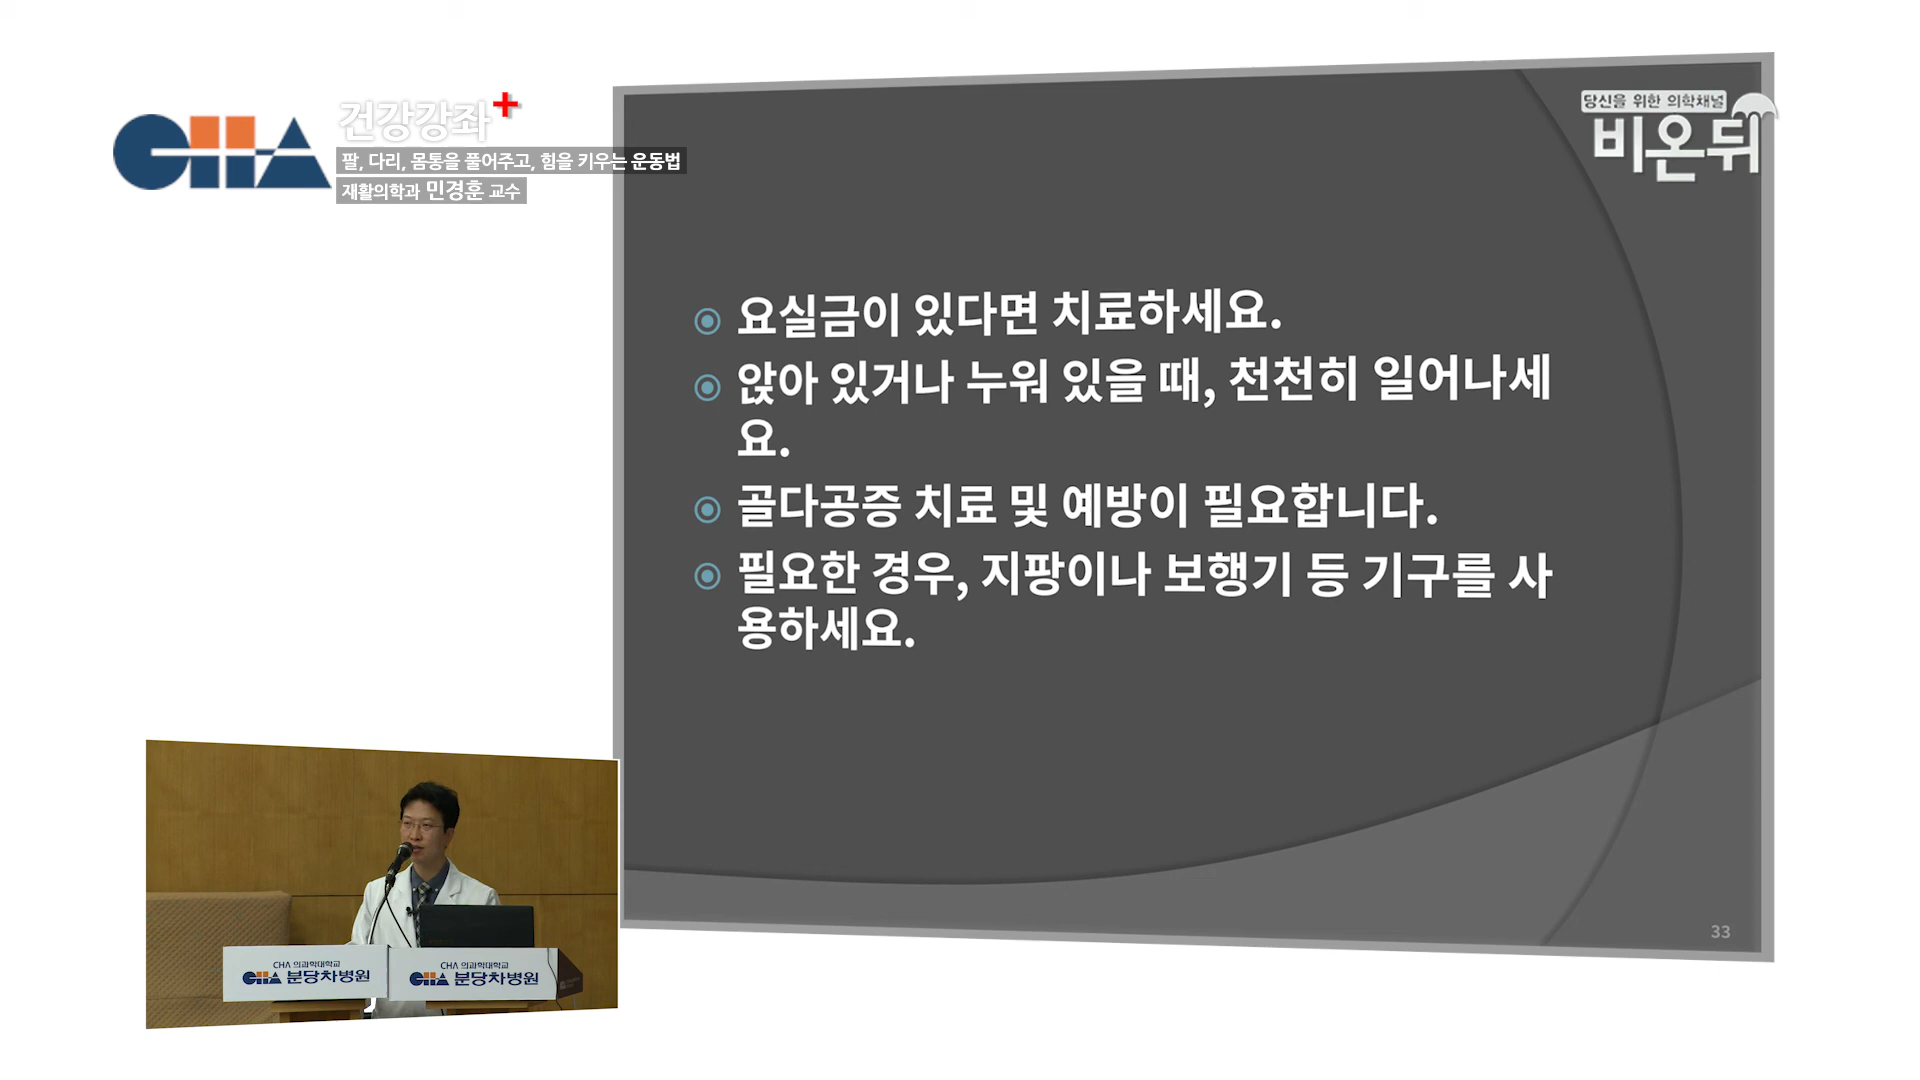 CHA
건강강좌+
팔, 다리, 몸통을 풀어주고, 힘을 키우는 운동법
재활의학과 민경훈 교수
당신을 위한 의학채널
비온뒤
요실금이 있다면 치료하세요.
앉아 있거나 누워 있을 때, 천천히 일어나세
요.
골다공증 치료 및 예방이 필요합니다.
필요한 경우, 지팡이나 보행기 등 기구를 사
용하세요.
33
CHA 의과학대학교
CHA 분당차병원
CHA 의과학대학교
CHA 분당차병원